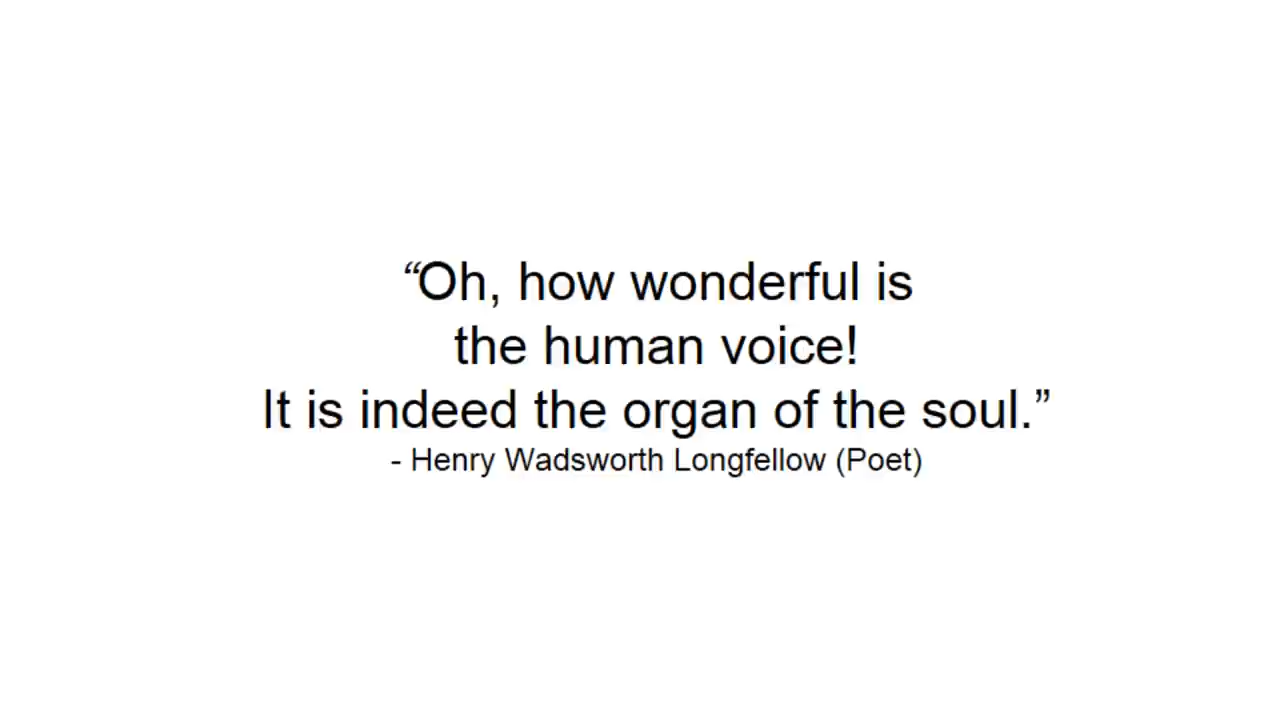 “Oh, how wonderful is
the human voice!
It is indeed the organ of the soul.”
- Henry Wadsworth Longfellow (Poet)